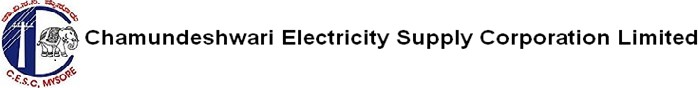 ಚಾ.ವಿ.ಸ.ನಿ. ಮೈಸೂರು
Chamundeshwari Electricity Supply Corporation Limited
C.E.S.C, MYSORE